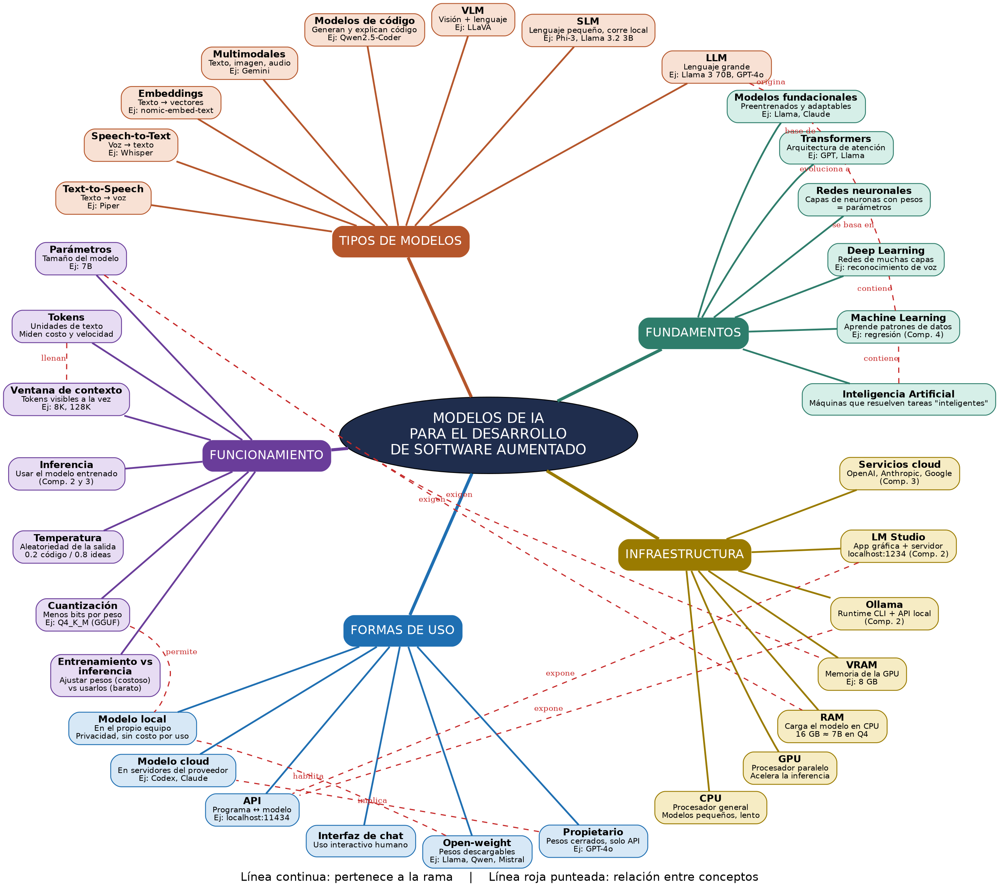 MODELOS DE IA
PARA EL DESARROLLO
DE SOFTWARE AUMENTADO
TIPOS DE MODELOS
Text-to-Speech
Texto → voz
Ej: Piper
Speech-to-Text
Voz → texto
Ej: Whisper
Embeddings
Texto → vectores
Ej: nomic-embed-text
Multimodales
Texto, imagen, audio
Ej: Gemini
Modelos de código
Generan y explican código
Ej: Qwen2.5-Coder
VLM
Visión + lenguaje
Ej: LLaVA
SLM
Lenguaje pequeño, corre local
Ej: Phi-3, Llama 3.2 3B
LLM
Lenguaje grande
Ej: Llama 3 70B, GPT-4o
origina
FUNDAMENTOS
Modelos fundacionales
Preentrenados y adaptables
Ej: Llama, Claude
base de
Transformers
Arquitectura de atención
Ej: GPT, Llama
evoluciona a
Redes neuronales
Capas de neuronas con pesos
= parámetros
se basa en
Deep Learning
Redes de muchas capas
Ej: reconocimiento de voz
contiene
Machine Learning
Aprende patrones de datos
Ej: regresión (Comp. 4)
contiene
Inteligencia Artificial
Máquinas que resuelven tareas "inteligentes"
FUNCIONAMIENTO
Parámetros
Tamaño del modelo
Ej: 7B
Tokens
Unidades de texto
Miden costo y velocidad
llenan
Ventana de contexto
Tokens visibles a la vez
Ej: 8K, 128K
Inferencia
Usar el modelo entrenado
(Comp. 2 y 3)
Temperatura
Aleatoriedad de la salida
0.2 código / 0.8 ideas
Cuantización
Menos bits por peso
Ej: Q4_K_M (GGUF)
permite
Entrenamiento vs
inferencia
Ajustar pesos (costoso)
vs usarlos (barato)
exigen
exigen
INFRAESTRUCTURA
Servicios cloud
OpenAI, Anthropic, Google
(Comp. 3)
LM Studio
App gráfica + servidor
localhost:1234 (Comp. 2)
Ollama
Runtime CLI + API local
(Comp. 2)
VRAM
Memoria de la GPU
Ej: 8 GB
RAM
Carga el modelo en CPU
16 GB ≈ 7B en Q4
GPU
Procesador paralelo
Acelera la inferencia
CPU
Procesador general
Modelos pequeños, lento
expone
expone
FORMAS DE USO
Modelo local
En el propio equipo
Privacidad, sin costo por uso
Modelo cloud
En servidores del proveedor
Ej: Codex, Claude
habilita
API
Programa ↔ modelo
Ej: localhost:11434
implica
Interfaz de chat
Uso interactivo humano
Open-weight
Pesos descargables
Ej: Llama, Qwen, Mistral
Propietario
Pesos cerrados, solo API
Ej: GPT-4o
Línea continua: pertenece a la rama | Línea roja punteada: relación entre conceptos